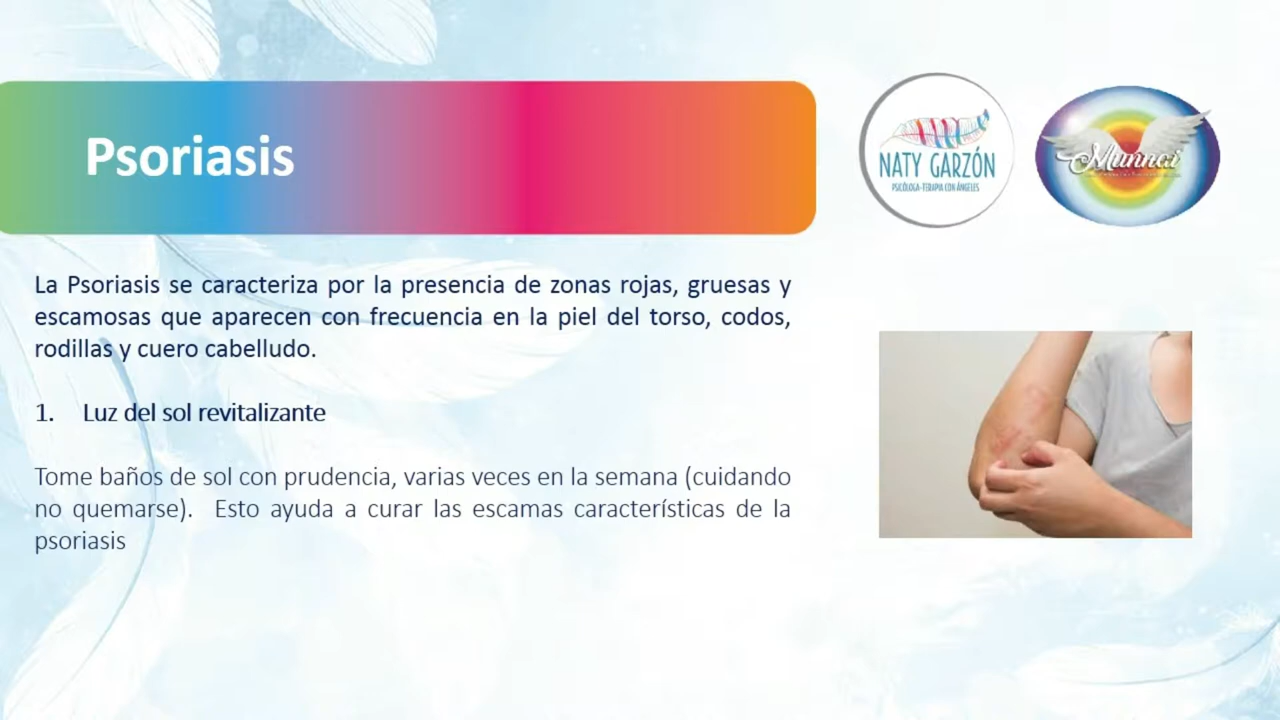 Psoriasis
NATY GARZÓN
PSICÓLOGA-TERAPIA CON ÁNGELES
Munnai
La Psoriasis se caracteriza por la presencia de zonas rojas, gruesas y
escamosas que aparecen con frecuencia en la piel del torso, codos,
rodillas y cuero cabelludo.
1. Luz del sol revitalizante
Tome baños de sol con prudencia, varias veces en la semana (cuidando
no quemarse). Esto ayuda a curar las escamas características de la
psoriasis